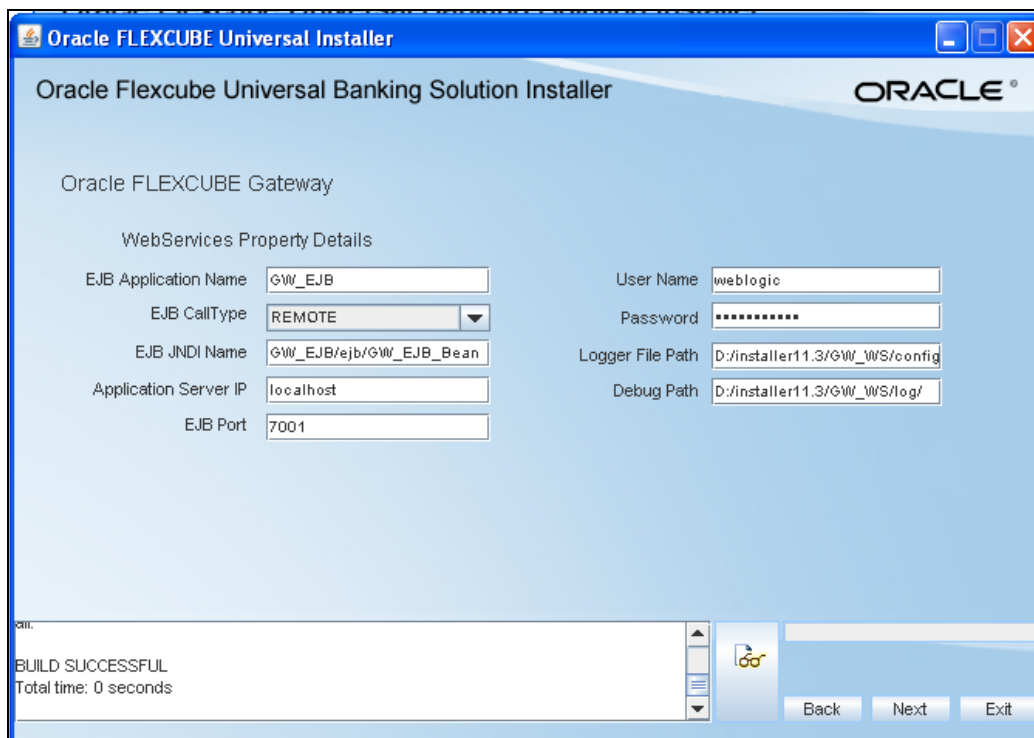 Oracle FLEXCUBE Universal Installer
Oracle Flexcube Universal Banking Solution Installer
ORACLE®
Oracle FLEXCUBE Gateway
WebServices Property Details
EJB Application Name GW_EJB
User Name weblogic
EJB CallType REMOTE
Password •••••••••••
EJB JNDI Name GW_EJB/ejb/GW_EJB_Bean
Logger File Path D:/installer11.3/GW_WS/config
Application Server IP localhost
Debug Path D:/installer11.3/GW_WS/log/
EJB Port 7001
all:
BUILD SUCCESSFUL
Total time: 0 seconds
Back Next Exit